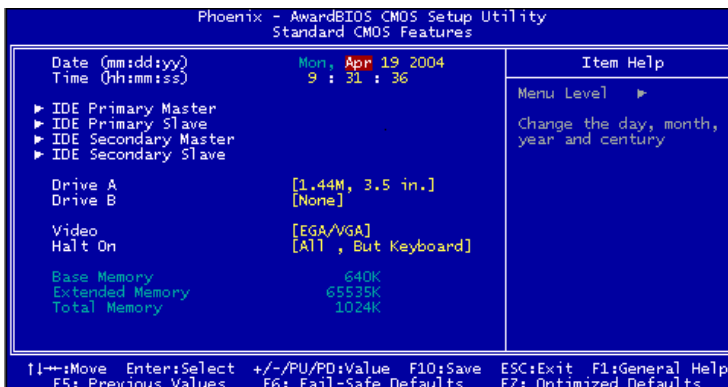 Phoenix - AwardBIOS CMOS Setup Utility
Standard CMOS Features
Date (mm:dd:yy) Mon, Apr 19 2004
Time (hh:mm:ss) 9 : 31 : 36
► IDE Primary Master
► IDE Primary Slave
► IDE Secondary Master
► IDE Secondary Slave
Drive A [1.44M, 3.5 in.]
Drive B [None]
Video [EGA/VGA]
Halt On [All , But Keyboard]
Base Memory 640K
Extended Memory 65535K
Total Memory 1024K
Item Help
Menu Level ►
Change the day, month,
year and century
↑↓→←:Move Enter:Select +/-/PU/PD:Value F10:Save ESC:Exit F1:General Help
F5: Previous Values F6: Fail-Safe Defaults F7: Optimized Defaults